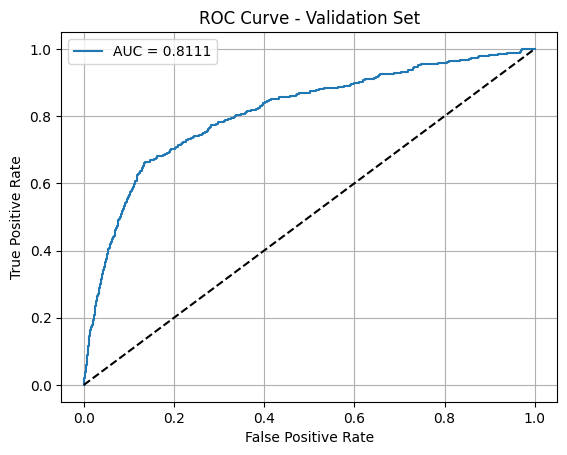 ROC Curve - Validation Set
AUC = 0.8111
1.0
0.8
0.6
0.4
0.2
0.0
True Positive Rate
0.0 0.2 0.4 0.6 0.8 1.0
False Positive Rate